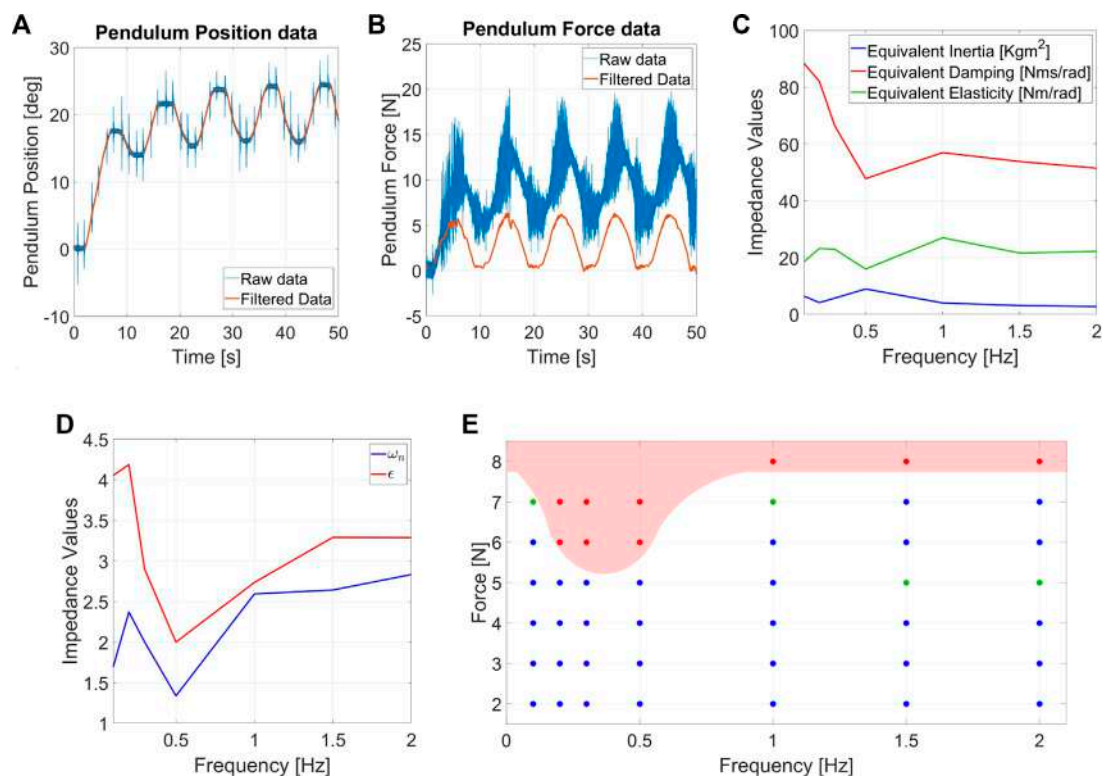 A
Pendulum Position data
30
20
10
0
-10
Pendulum Position [deg]
Raw data
Filtered Data
0 10 20 30 40 50
Time [s]
B
Pendulum Force data
25
20
15
10
5
0
-5
Pendulum Force [N]
Raw data
Filtered Data
0 10 20 30 40 50
Time [s]
C
100
80
60
40
20
0
Impedance Values
Equivalent Inertia [Kgm²]
Equivalent Damping [Nms/rad]
Equivalent Elasticity [Nm/rad]
0.5 1 1.5 2
Frequency [Hz]
D
4.5
4
3.5
3
2.5
2
1.5
1
Impedance Values
ωn
ϵ
0.5 1 1.5 2
Frequency [Hz]
E
8
7
6
5
4
3
2
Force [N]
0 0.5 1 1.5 2
Frequency [Hz]